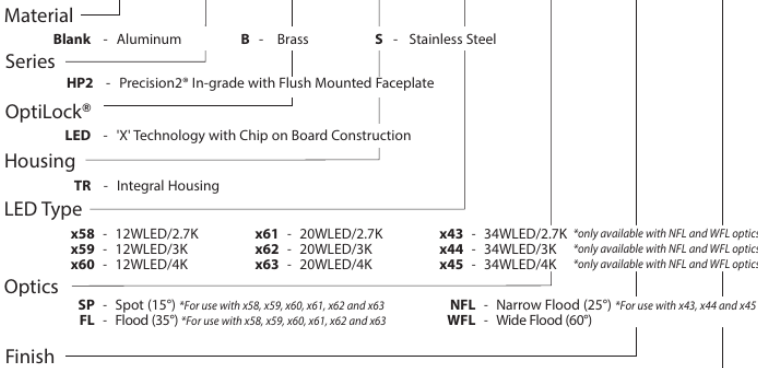 Material
Blank - Aluminum B - Brass S - Stainless Steel
Series
HP2 - Precision2® In-grade with Flush Mounted Faceplate
OptiLock®
LED - 'X' Technology with Chip on Board Construction
Housing
TR - Integral Housing
LED Type
x58 - 12WLED/2.7K x61 - 20WLED/2.7K x43 - 34WLED/2.7K *only available with NFL and WFL optics
x59 - 12WLED/3K x62 - 20WLED/3K x44 - 34WLED/3K *only available with NFL and WFL optics
x60 - 12WLED/4K x63 - 20WLED/4K x45 - 34WLED/4K *only available with NFL and WFL optics
Optics
SP - Spot (15°) *For use with x58, x59, x60, x61, x62 and x63 NFL - Narrow Flood (25°) *For use with x43, x44 and x45
FL - Flood (35°) *For use with x58, x59, x60, x61, x62 and x63 WFL - Wide Flood (60°)
Finish